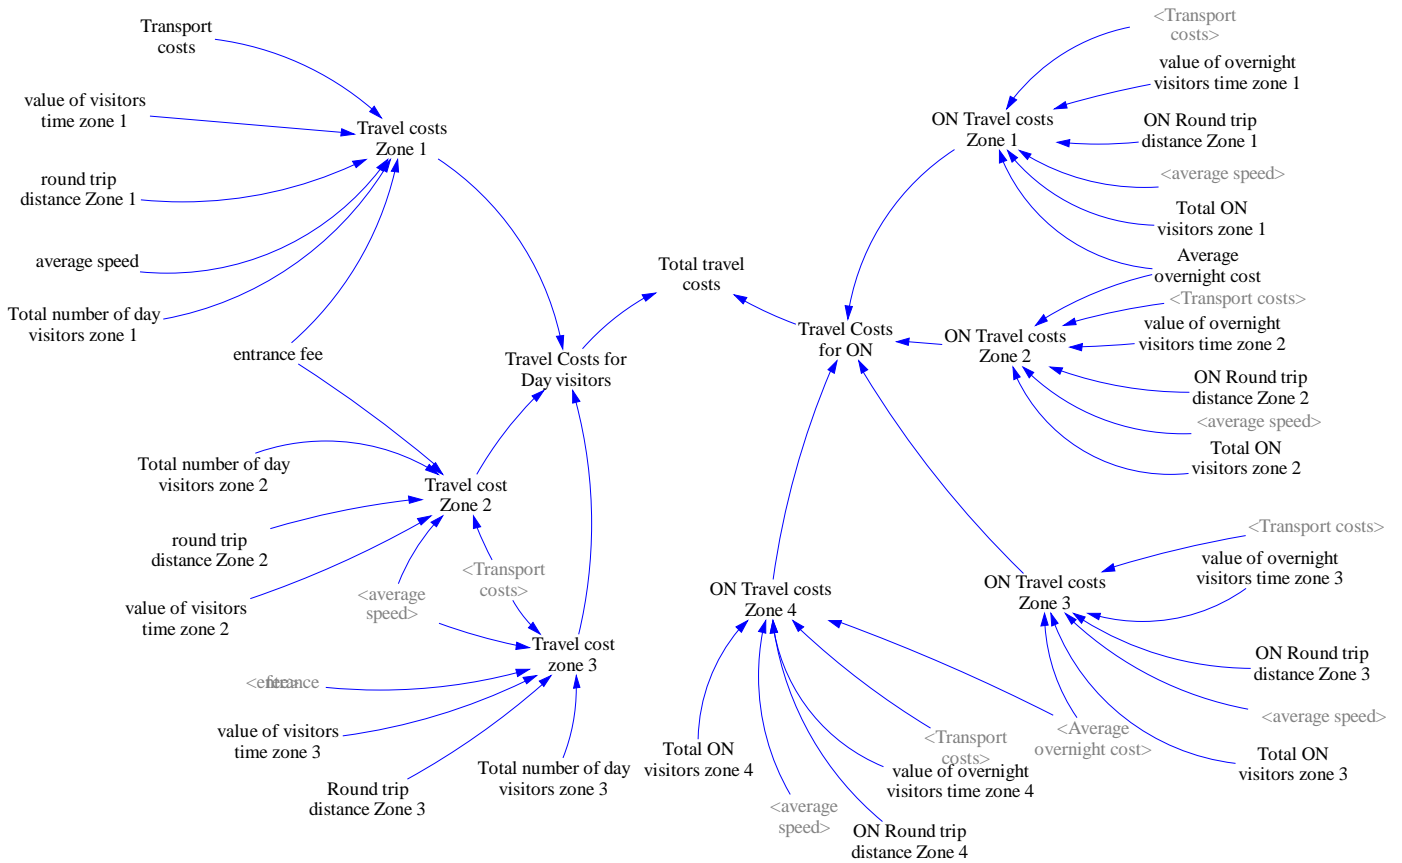 Transport
costs
value of visitors
time zone 1
Travel costs
Zone 1
round trip
distance Zone 1
average speed
Total number of day
visitors zone 1
entrance fee
Travel Costs for
Day visitors
Total travel
costs
Total number of day
visitors zone 2
Travel cost
Zone 2
round trip
distance Zone 2
value of visitors
time zone 2
<average
speed>
<Transport
costs>
Travel cost
zone 3
<entrance
fee>
value of visitors
time zone 3
Round trip
distance Zone 3
Total number of day
visitors zone 3
<Transport
costs>
value of overnight
visitors time zone 1
ON Travel costs
Zone 1
ON Round trip
distance Zone 1
<average speed>
Total ON
visitors zone 1
Average
overnight cost
<Transport costs>
Travel Costs
for ON
ON Travel costs
Zone 2
value of overnight
visitors time zone 2
ON Round trip
distance Zone 2
<average speed>
Total ON
visitors zone 2
<Transport costs>
value of overnight
visitors time zone 3
ON Travel costs
Zone 3
ON Round trip
distance Zone 3
<average speed>
Total ON
visitors zone 3
<Average
overnight cost>
ON Travel costs
Zone 4
Total ON
visitors zone 4
<Transport
costs>
value of overnight
visitors time zone 4
<average
speed>
ON Round trip
distance Zone 4